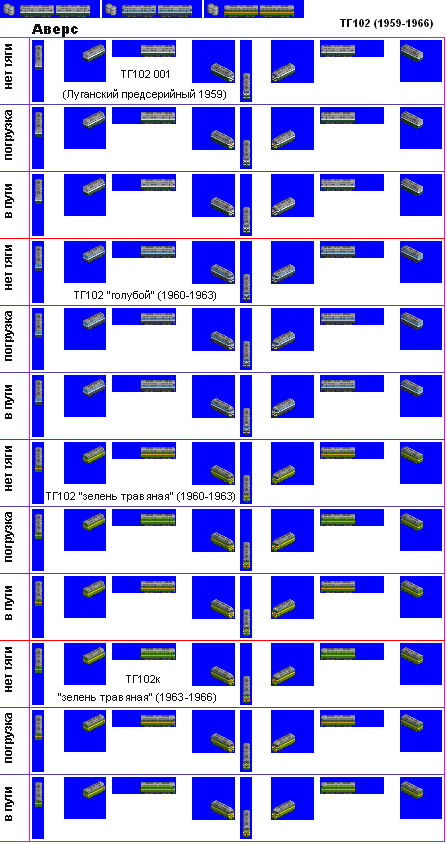 ТГ102 (1959-1966)
Аверс
нет тяги
ТГ102 001
(Луганский предсерийный 1959)
погрузка
в пути
нет тяги
ТГ102 "голубой" (1960-1963)
погрузка
в пути
нет тяги
ТГ102 "зелень травяная" (1960-1963)
погрузка
в пути
нет тяги
ТГ102к
"зелень травяная" (1963-1966)
погрузка
в пути